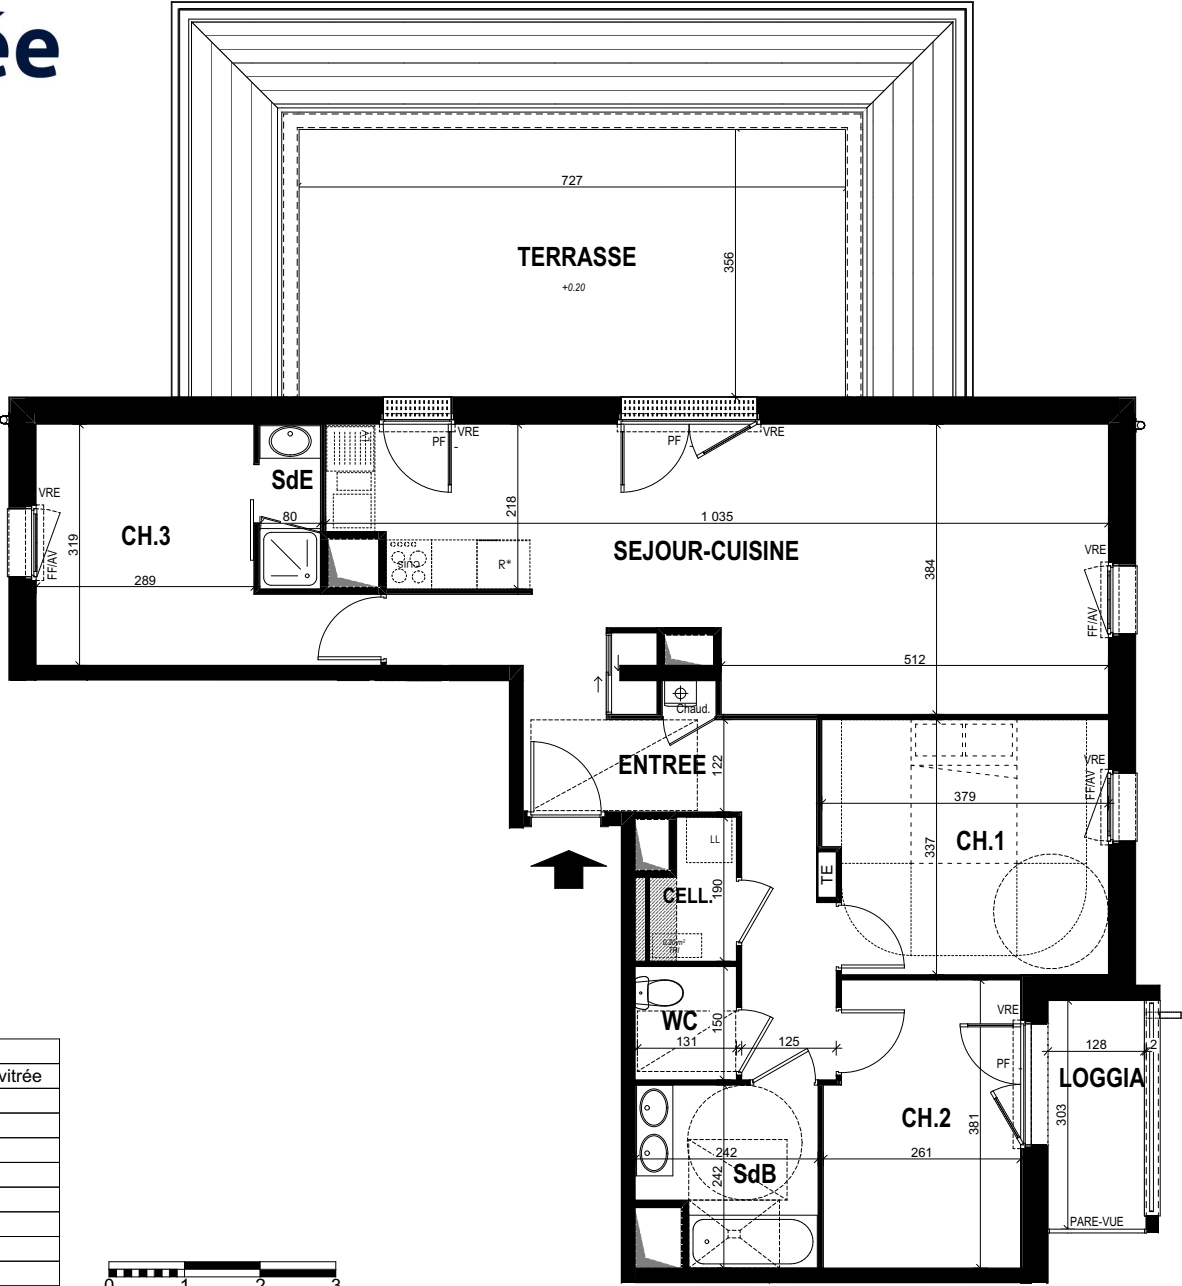 ée
727
TERRASSE
356
+0.20
LV
PF
VRE
PF
VRE
SdE
VRE
CH.3
319
80
218
1 035
SEJOUR-CUISINE
384
VRE
FF/AV
289
R*
FF/AV
512
Chaud.
ENTREE
122
VRE
FF/AV
379
337
CH.1
LL
TE
CELL.
190
TRI
WC
150
131
125
VRE
PF
128
2
LOGGIA
303
CH.2
381
242
242
SdB
261
PARE-VUE
vitrée
0
1
2
3